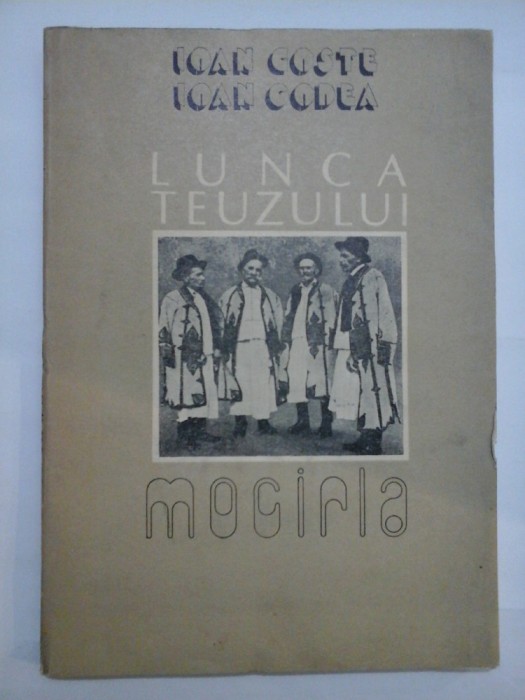 IOAN COSTE
IOAN CODEA
LUNCA
TEUZULUI
mocirla